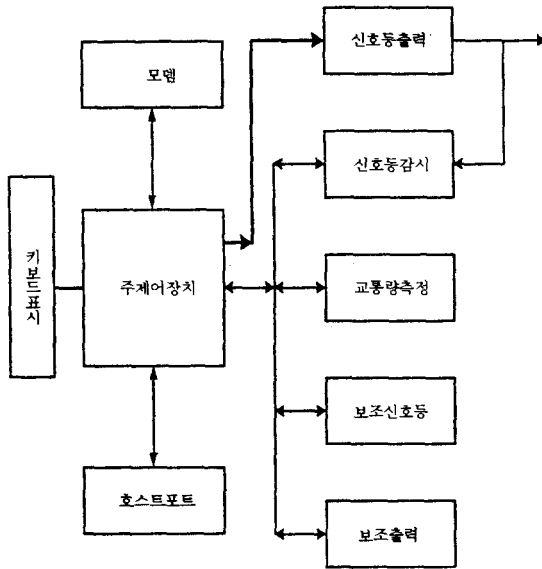 신호등출력
모뎀
신호등감시
키보드표시
주제어장치
교통량측정
보조신호등
호스트포트
보조출력